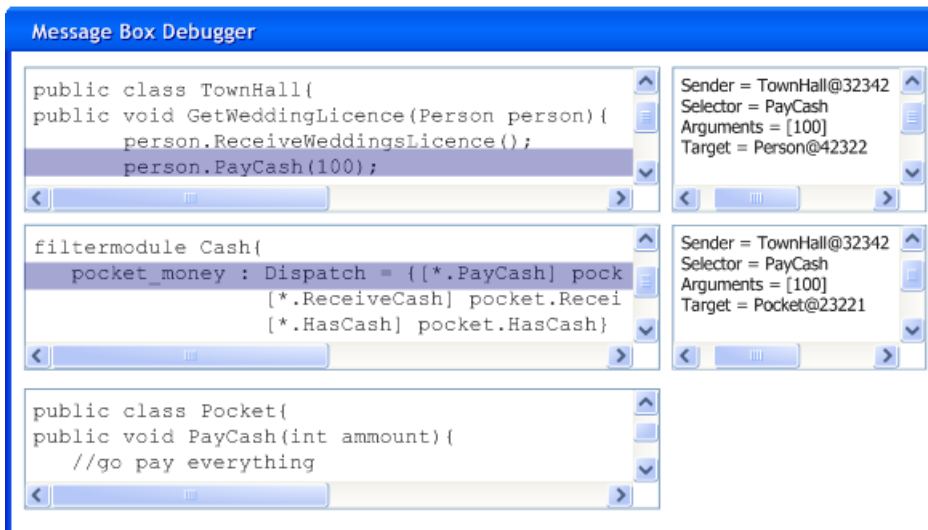 Message Box Debugger
public class TownHall{
public void GetWeddingLicence(Person person){
person.ReceiveWeddingsLicence();
person.PayCash(100);
Sender = TownHall@32342
Selector = PayCash
Arguments = [100]
Target = Person@42322
filtermodule Cash{
pocket_money : Dispatch = {[*.PayCash] pock
[*.ReceiveCash] pocket.Recei
[*.HasCash] pocket.HasCash}
Sender = TownHall@32342
Selector = PayCash
Arguments = [100]
Target = Pocket@23221
public class Pocket{
public void PayCash(int ammount){
//go pay everything